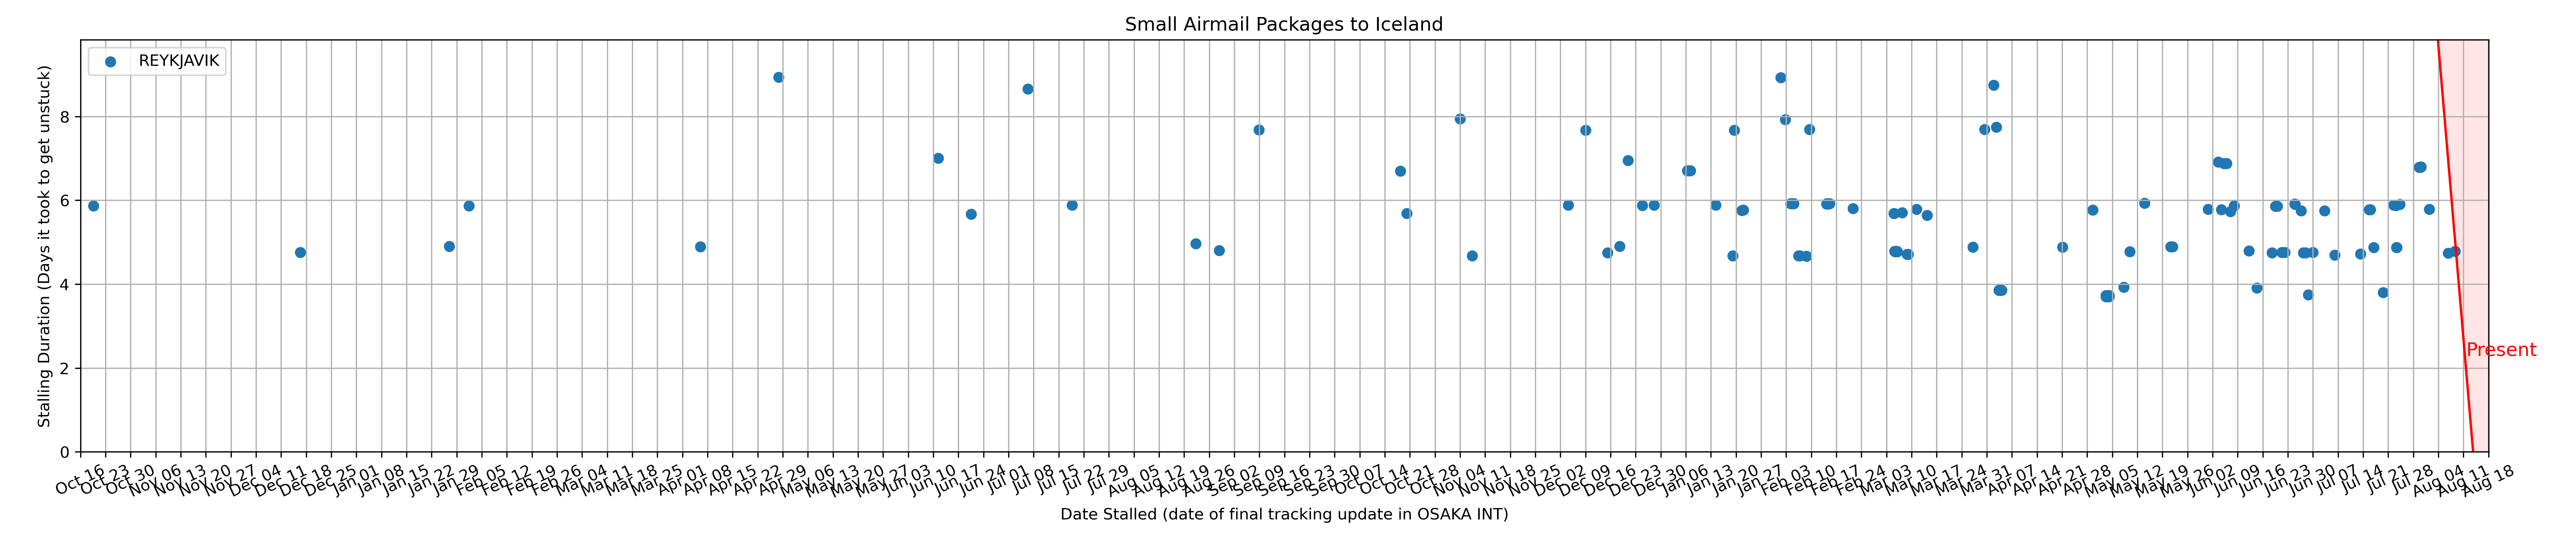 Small Airmail Packages to Iceland
REYKJAVIK
Stalling Duration (Days it took to get unstuck)
8
6
4
2
0
Present
Oct 16
Oct 23
Oct 30
Nov 06
Nov 13
Nov 20
Nov 27
Dec 04
Dec 11
Dec 18
Dec 25
Jan 01
Jan 08
Jan 15
Jan 22
Jan 29
Feb 05
Feb 12
Feb 19
Feb 26
Mar 04
Mar 11
Mar 18
Mar 25
Apr 01
Apr 08
Apr 15
Apr 22
Apr 29
May 06
May 13
May 20
May 27
Jun 03
Jun 10
Jun 17
Jun 24
Jul 01
Jul 08
Jul 15
Jul 22
Jul 29
Aug 05
Aug 12
Aug 19
Aug 26
Sep 02
Sep 09
Sep 16
Sep 23
Sep 30
Oct 07
Oct 14
Oct 21
Oct 28
Nov 04
Nov 11
Nov 18
Nov 25
Dec 02
Dec 09
Dec 16
Dec 23
Dec 30
Jan 06
Jan 13
Jan 20
Jan 27
Feb 03
Feb 10
Feb 17
Feb 24
Mar 03
Mar 10
Mar 17
Mar 24
Mar 31
Apr 07
Apr 14
Apr 21
Apr 28
May 05
May 12
May 19
May 26
Jun 02
Jun 09
Jun 16
Jun 23
Jun 30
Jul 07
Jul 14
Jul 21
Jul 28
Aug 04
Aug 11
Aug 18
Date Stalled (date of final tracking update in OSAKA INT)